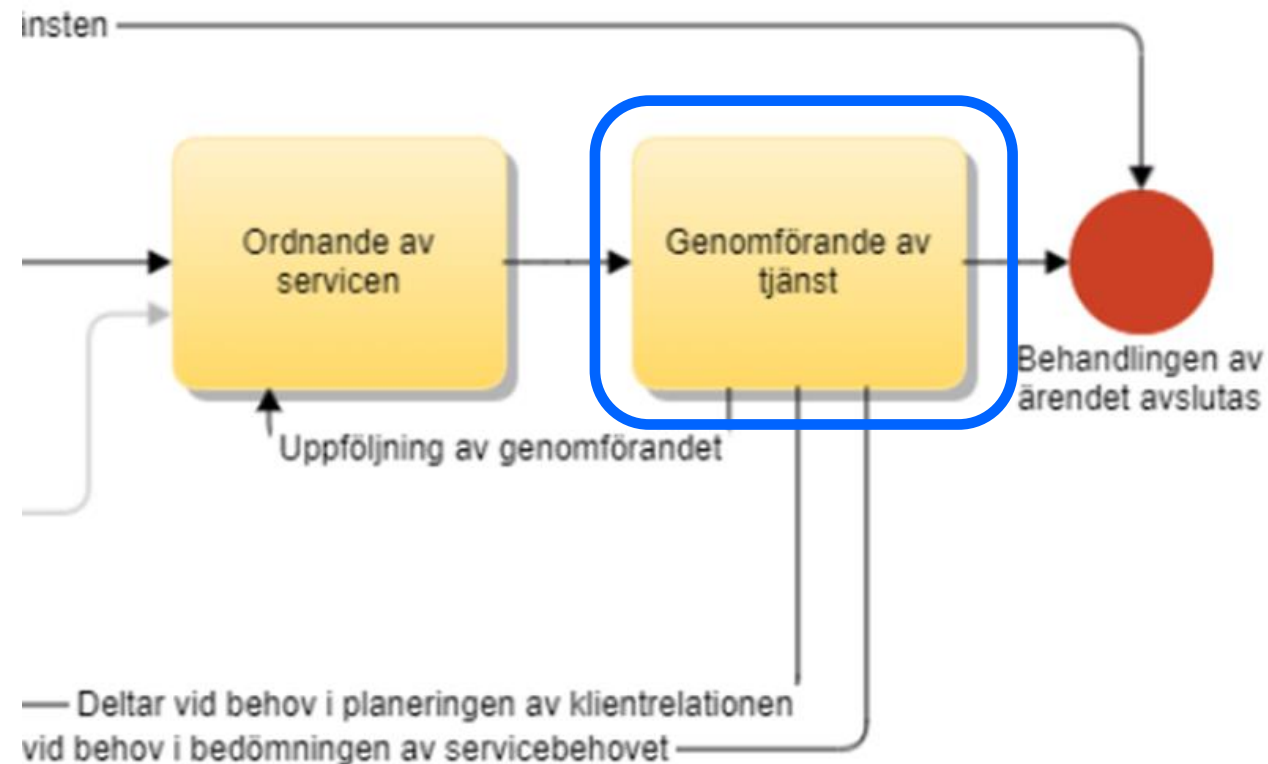 insten
Ordnande av
servicen
Genomförande av
tjänst
Behandlingen av
ärendet avslutas
Uppföljning av genomförandet
Deltar vid behov i planeringen av klientrelationen
vid behov i bedömningen av servicebehovet